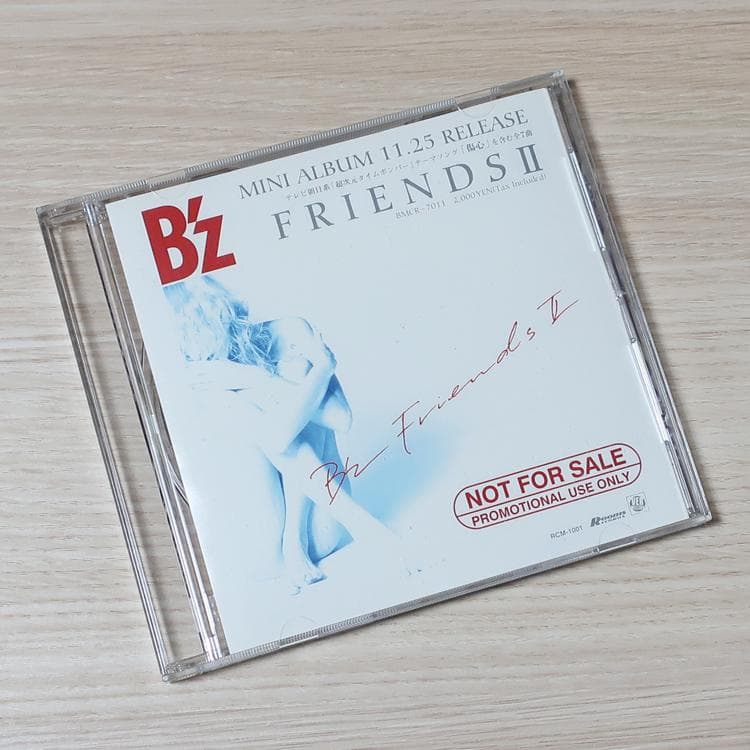 MINI ALBUM 11.25 RELEASE
テレビ朝日系「超次元タイムボンバー」テーマソング「傷心」を含む全7曲
FRIENDS II
BMCR-7011 2,000YEN(Tax Included)
B'z
B'z Friends II
NOT FOR SALE
PROMOTIONAL USE ONLY
RCM-1001
Rooms